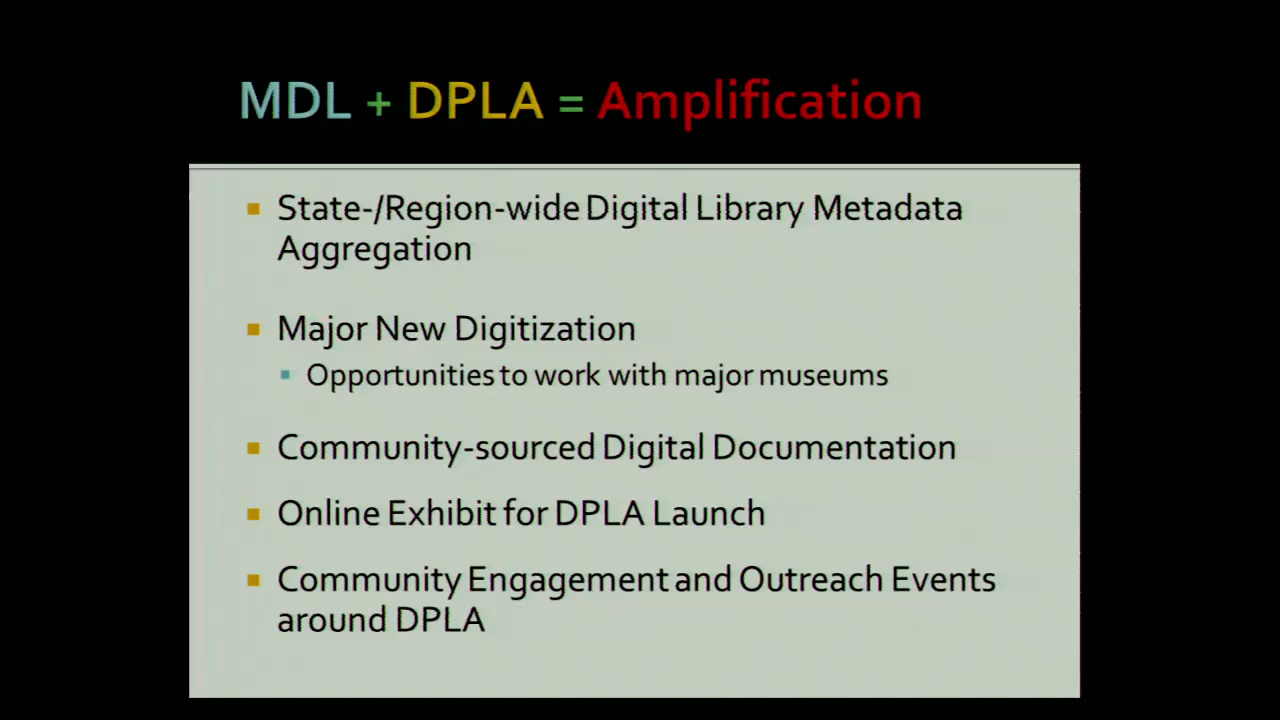 MDL + DPLA = Amplification
State-/Region-wide Digital Library Metadata
Aggregation
Major New Digitization
Opportunities to work with major museums
Community-sourced Digital Documentation
Online Exhibit for DPLA Launch
Community Engagement and Outreach Events
around DPLA